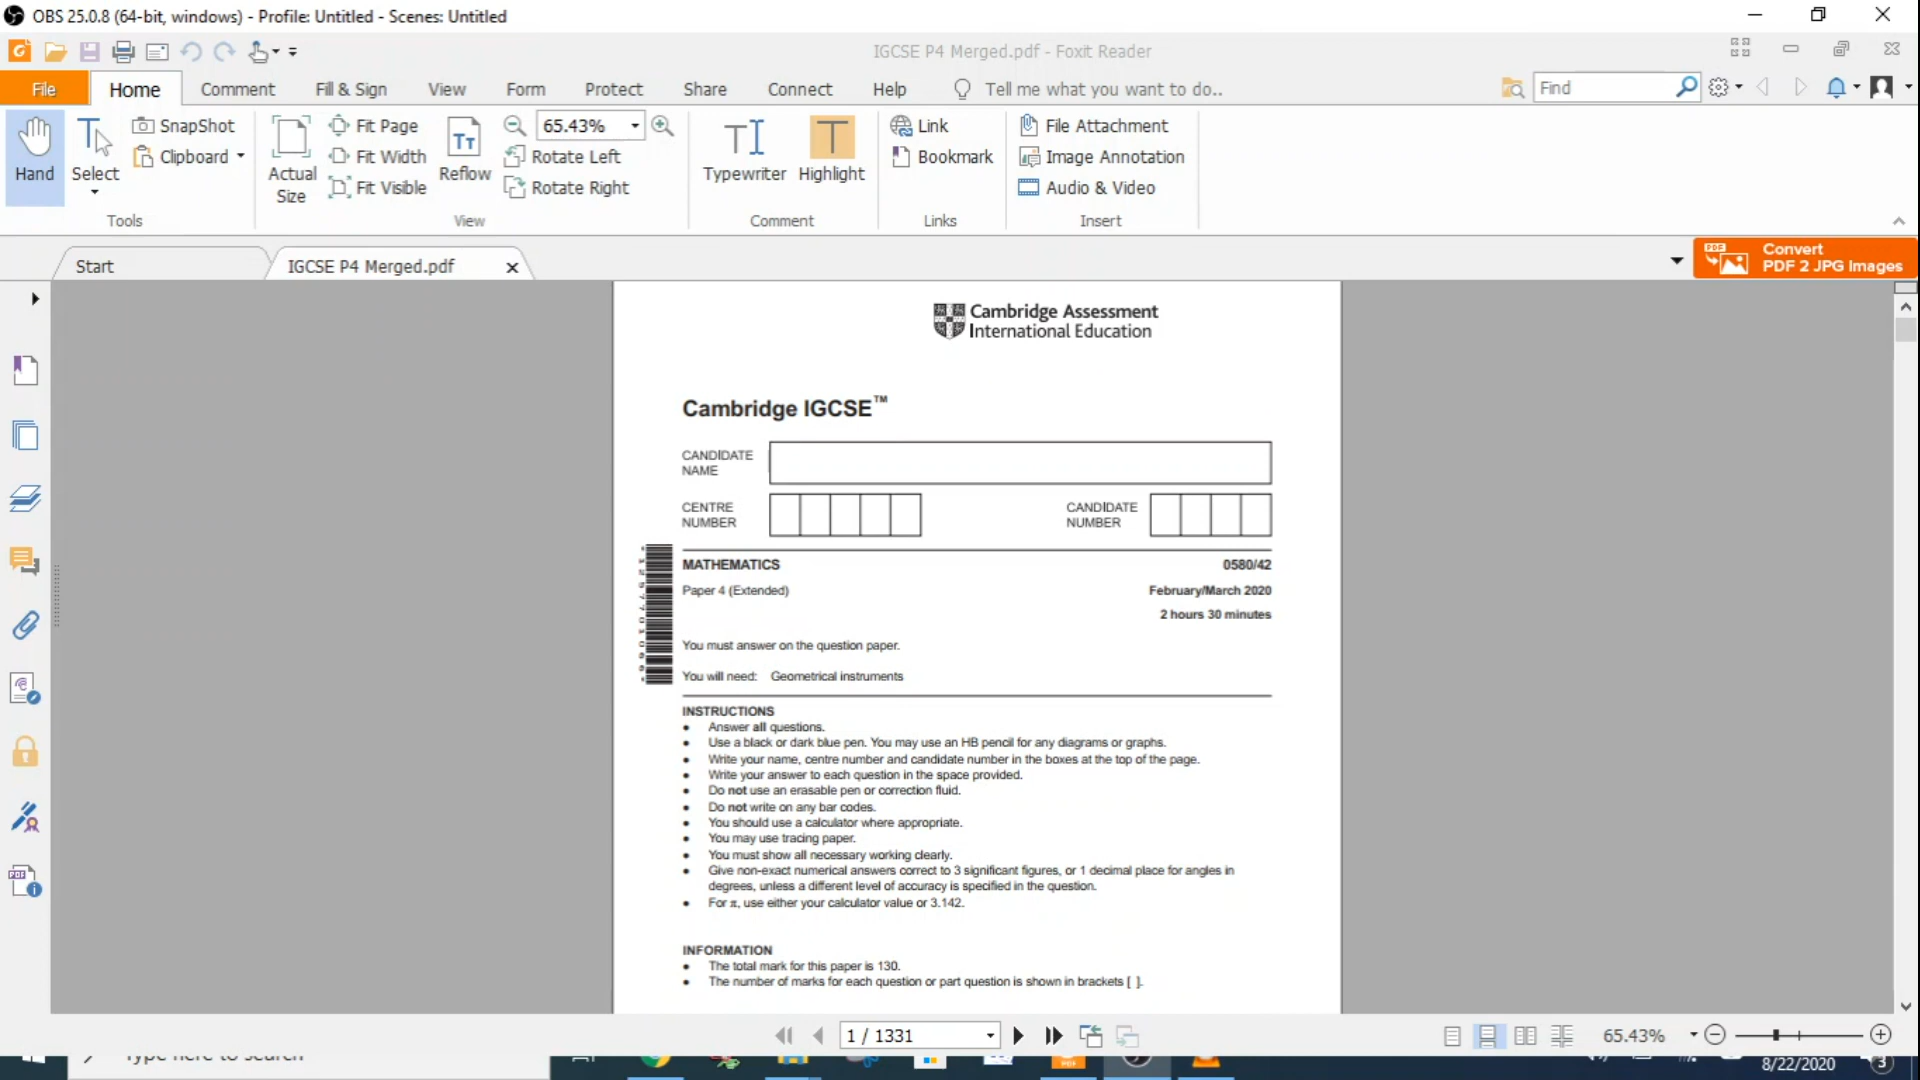 OBS 25.0.8 (64-bit, windows) - Profile: Untitled - Scenes: Untitled
IGCSE P4 Merged.pdf - Foxit Reader
File Home Comment Fill & Sign View Form Protect Share Connect Help Tell me what you want to do.. Find
Hand
Select
SnapShot
Clipboard
Tools
Actual Size
Fit Page
Fit Width
Fit Visible
Reflow
65.43%
Rotate Left
Rotate Right
View
Typewriter
Highlight
Comment
Link
Bookmark
Links
File Attachment
Image Annotation
Audio & Video
Insert
Start
IGCSE P4 Merged.pdf
PDF
Convert
PDF 2 JPG Images
Cambridge Assessment
International Education
Cambridge IGCSE™
CANDIDATE
NAME
CENTRE
NUMBER
CANDIDATE
NUMBER
MATHEMATICS 0580/42
Paper 4 (Extended) February/March 2020
2 hours 30 minutes
You must answer on the question paper.
You will need: Geometrical instruments
INSTRUCTIONS
• Answer all questions.
• Use a black or dark blue pen. You may use an HB pencil for any diagrams or graphs.
• Write your name, centre number and candidate number in the boxes at the top of the page.
• Write your answer to each question in the space provided.
• Do not use an erasable pen or correction fluid.
• Do not write on any bar codes.
• You should use a calculator where appropriate.
• You may use tracing paper.
• You must show all necessary working clearly.
• Give non-exact numerical answers correct to 3 significant figures, or 1 decimal place for angles in
degrees, unless a different level of accuracy is specified in the question.
• For π, use either your calculator value or 3.142.
INFORMATION
• The total mark for this paper is 130.
• The number of marks for each question or part question is shown in brackets [ ].
1 / 1331
65.43%
Type here to search
8/22/2020
3